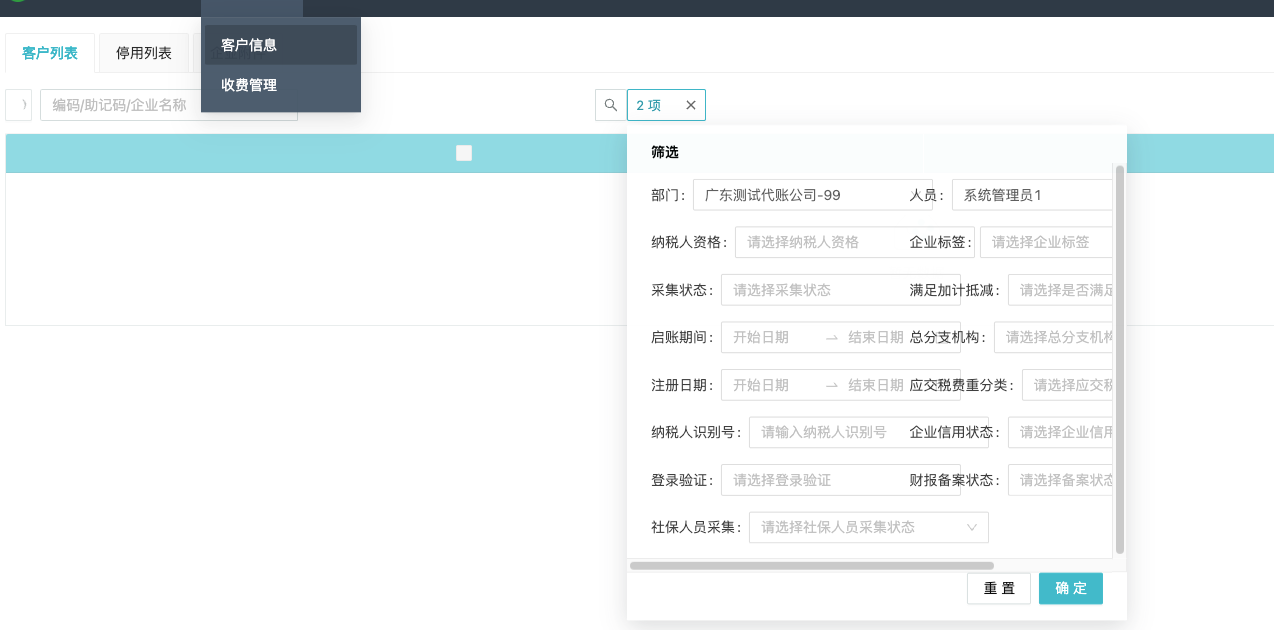 客户信息
收费管理
客户列表
停用列表
编码/助记码/企业名称
2 项
筛选
部门: 广东测试代账公司-99 人员: 系统管理员1
纳税人资格: 请选择纳税人资格 企业标签: 请选择企业标签
采集状态: 请选择采集状态 满足加计抵减: 请选择是否满足
启账期间: 开始日期 → 结束日期 总分支机构: 请选择总分支机构
注册日期: 开始日期 → 结束日期 应交税费重分类: 请选择应交税
纳税人识别号: 请输入纳税人识别号 企业信用状态: 请选择企业信用
登录验证: 请选择登录验证 财报备案状态: 请选择备案状态
社保人员采集: 请选择社保人员采集状态
重 置 确 定